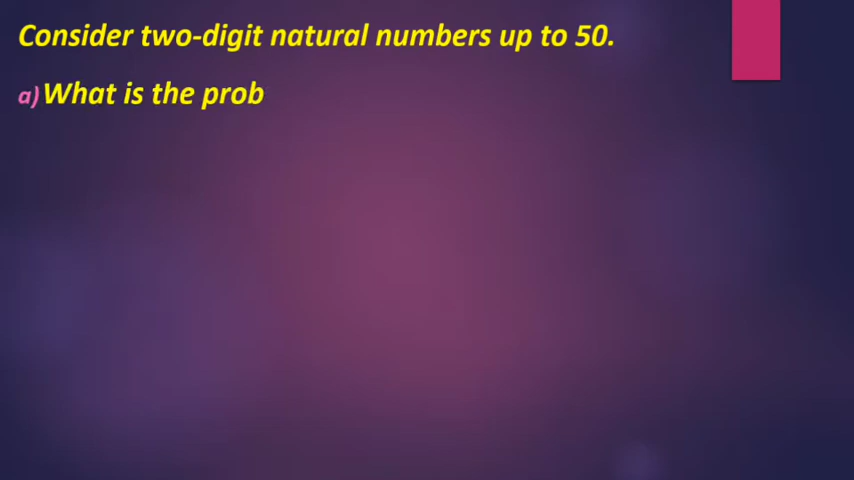 Consider two-digit natural numbers up to 50.
a) What is the prob